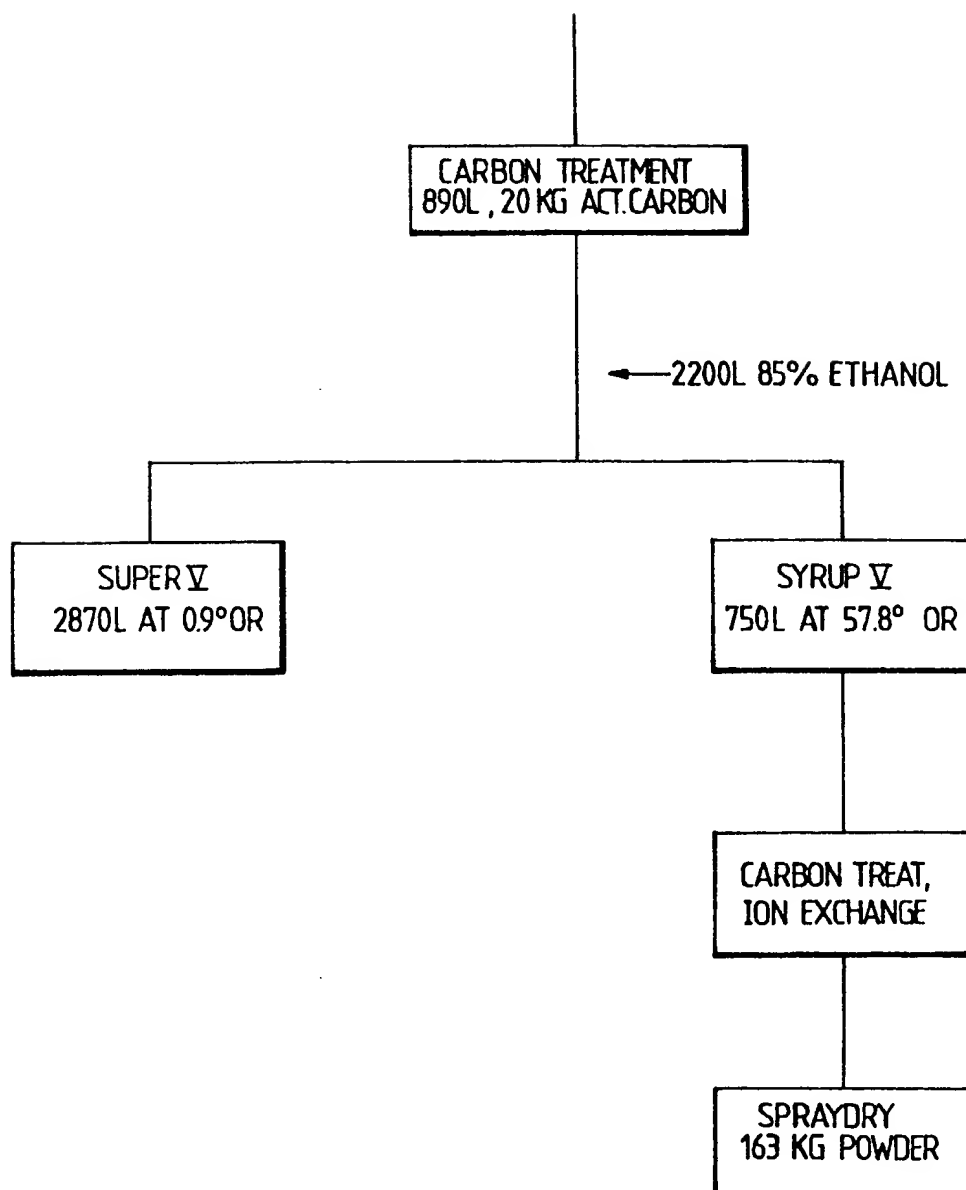 CARBON TREATMENT
890L, 20 KG ACT.CARBON
2200L 85% ETHANOL
SUPER V
2870L AT 0.9° OR
SYRUP V
750L AT 57.8° OR
CARBON TREAT,
ION EXCHANGE
SPRAYDRY
163 KG POWDER